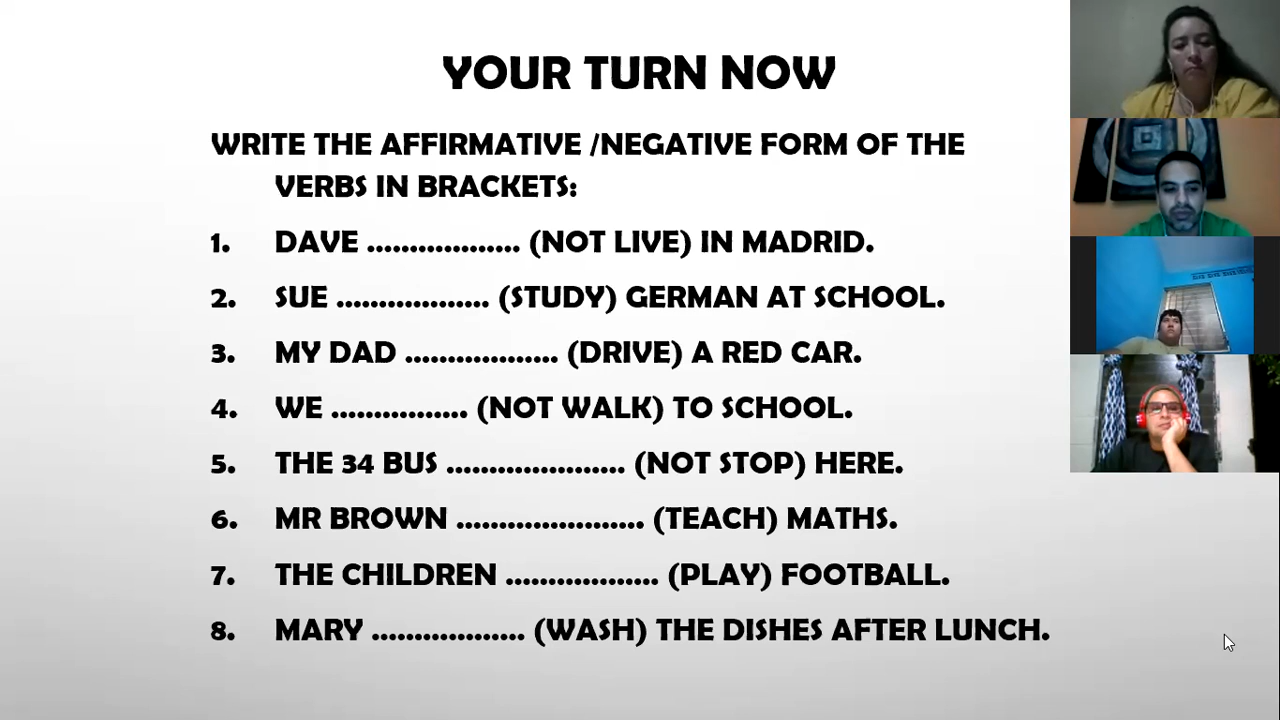 YOUR TURN NOW
WRITE THE AFFIRMATIVE /NEGATIVE FORM OF THE
VERBS IN BRACKETS:
1. DAVE .................. (NOT LIVE) IN MADRID.
2. SUE .................. (STUDY) GERMAN AT SCHOOL.
3. MY DAD .................. (DRIVE) A RED CAR.
4. WE ................ (NOT WALK) TO SCHOOL.
5. THE 34 BUS ..................... (NOT STOP) HERE.
6. MR BROWN ...................... (TEACH) MATHS.
7. THE CHILDREN .................. (PLAY) FOOTBALL.
8. MARY .................. (WASH) THE DISHES AFTER LUNCH.